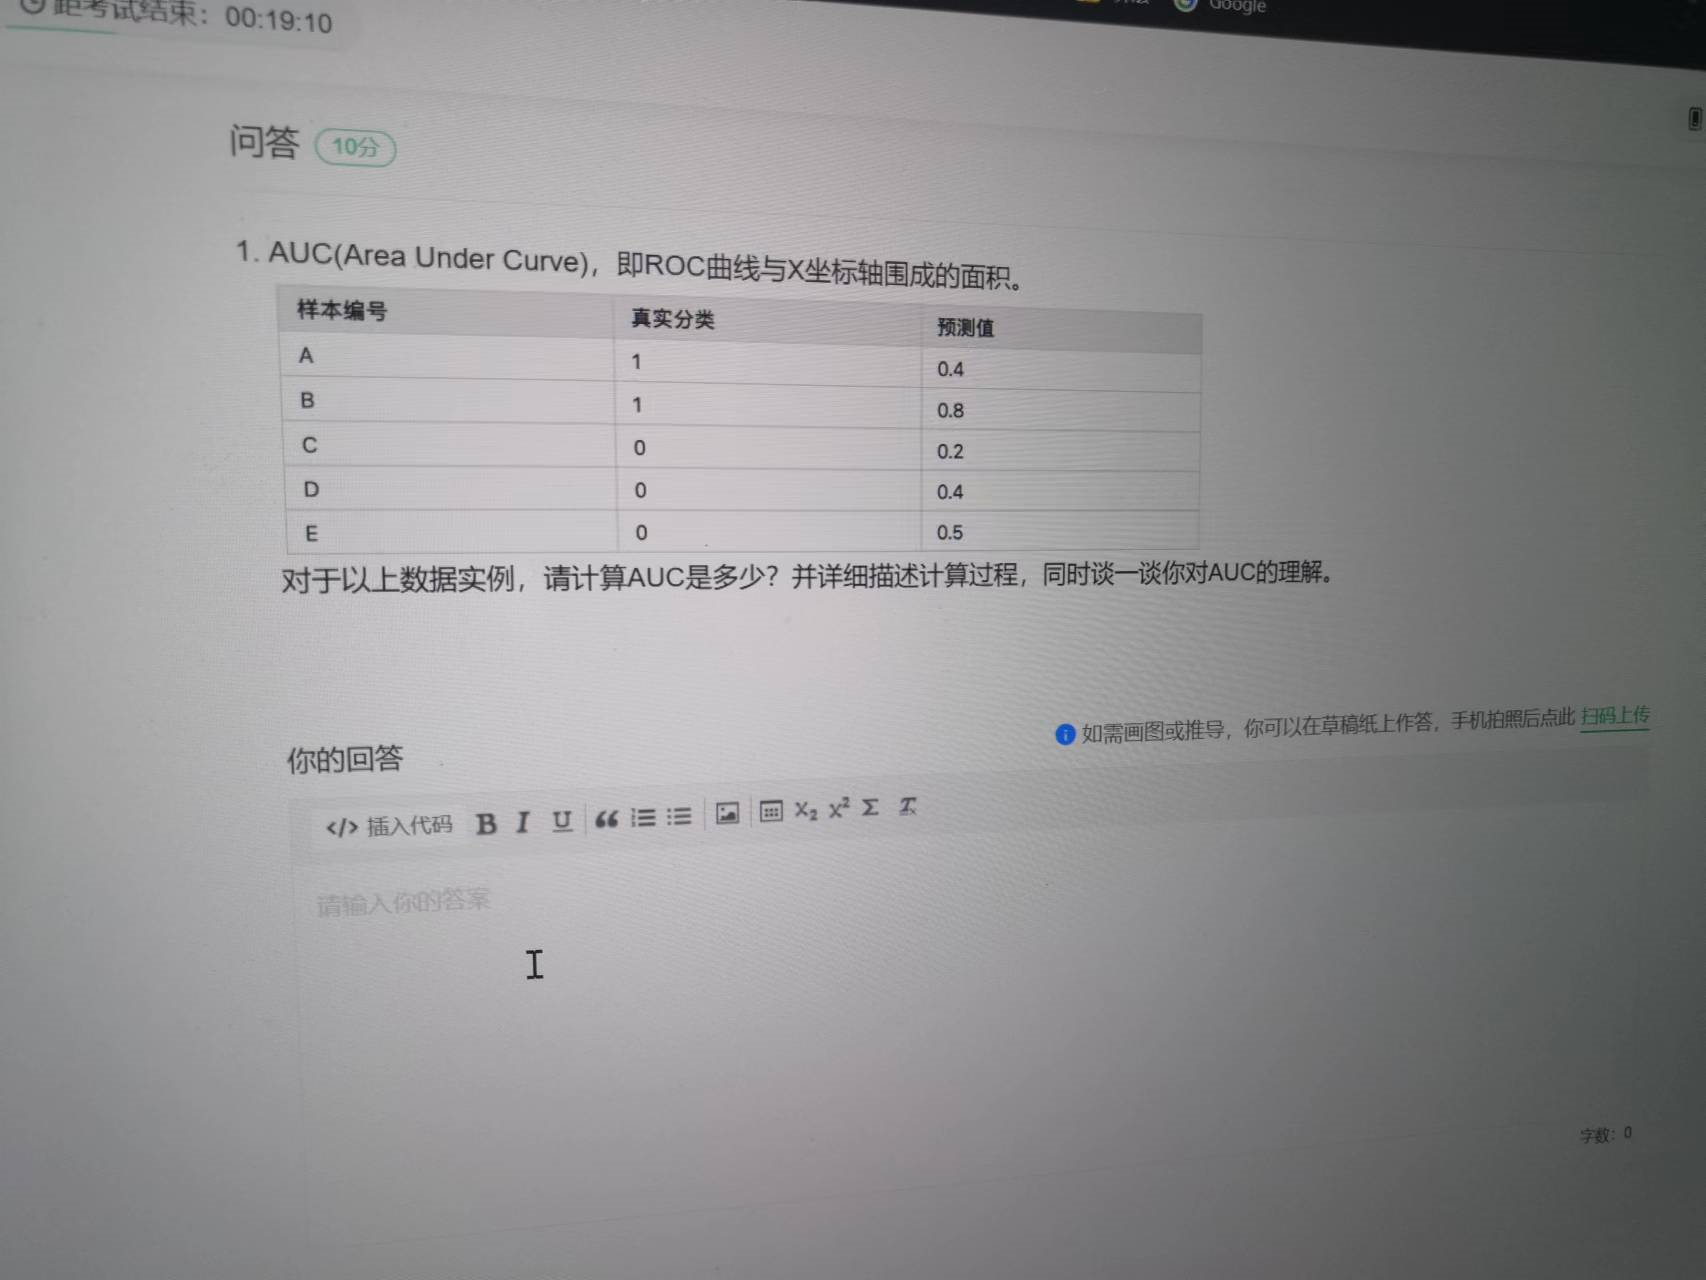 距考试结束：00:19:10
Google
问答 10分
1. AUC(Area Under Curve)，即ROC曲线与X坐标轴围成的面积。
样本编号 真实分类 预测值
A 1 0.4
B 1 0.8
C 0 0.2
D 0 0.4
E 0 0.5
对于以上数据实例，请计算AUC是多少？并详细描述计算过程，同时谈一谈你对AUC的理解。
如需画图或推导，你可以在草稿纸上作答，手机拍照后点此 扫码上传
你的回答
</> 插入代码 B I U “ X₂ X² Σ Tx
请输入你的答案
字数：0